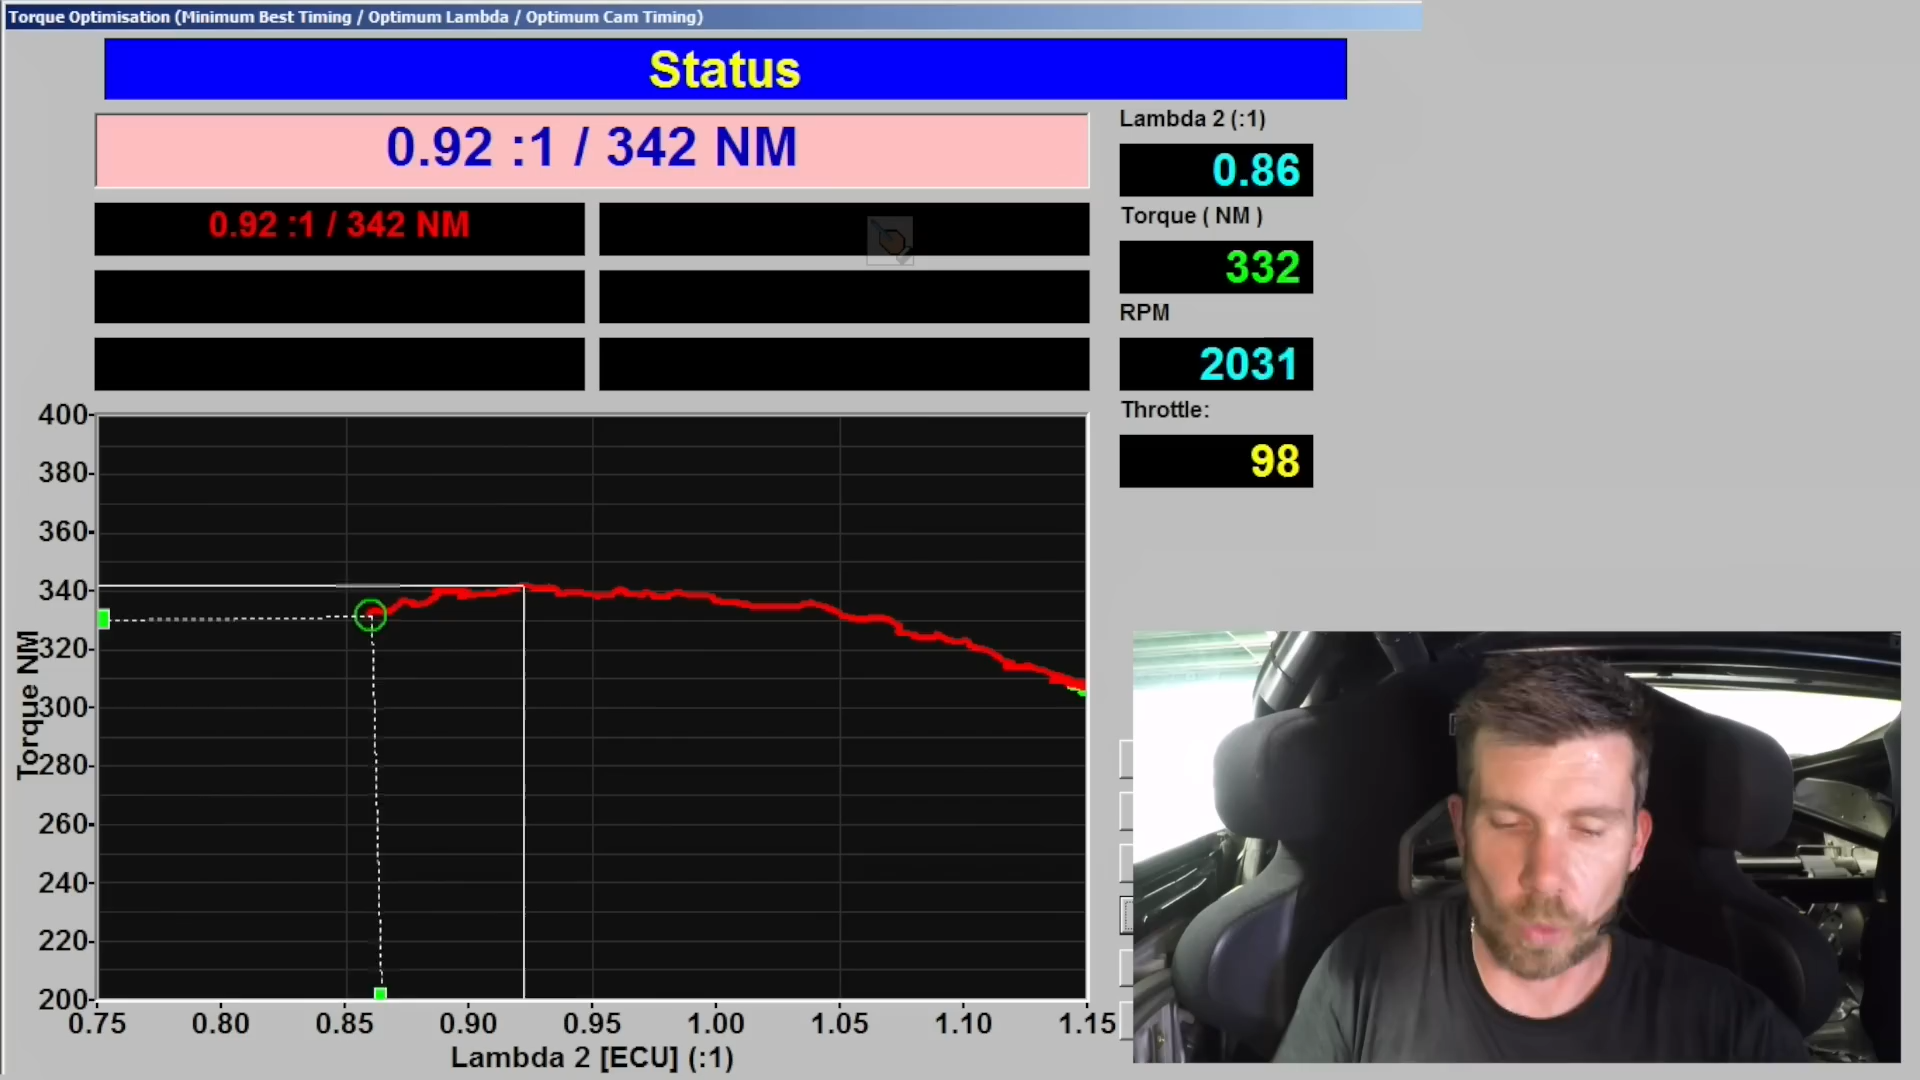 Torque Optimisation (Minimum Best Timing / Optimum Lambda / Optimum Cam Timing)
Status
0.92 :1 / 342 NM
Lambda 2 (:1)
0.86
0.92 :1 / 342 NM
Torque ( NM )
332
RPM
2031
Throttle:
98
400
380
360
340
320
300
280
260
240
220
200
Torque NM
0.75 0.80 0.85 0.90 0.95 1.00 1.05 1.10 1.15
Lambda 2 [ECU] (:1)